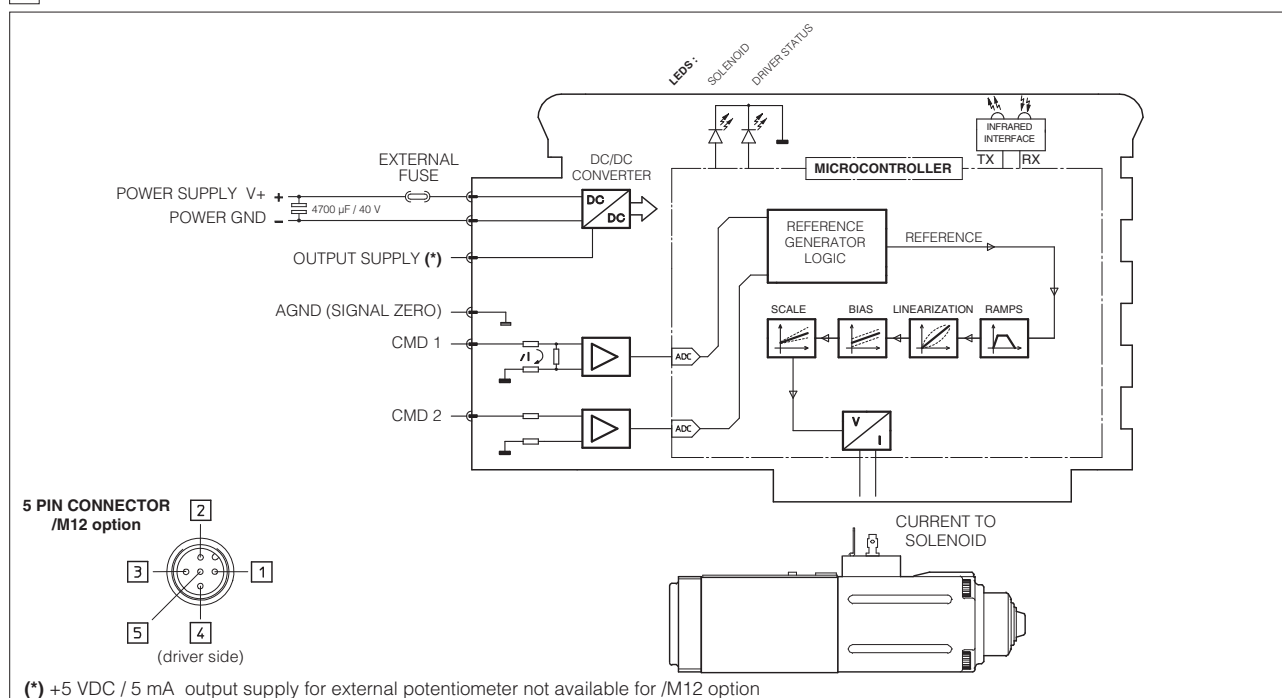 LEDS :
SOLENOID
DRIVER STATUS
INFRARED
INTERFACE
TX RX
MICROCONTROLLER
EXTERNAL
FUSE
DC/DC
CONVERTER
POWER SUPPLY V+ +
4700 µF / 40 V
POWER GND -
DC
DC
OUTPUT SUPPLY (*)
REFERENCE
GENERATOR
LOGIC
REFERENCE
AGND (SIGNAL ZERO)
SCALE BIAS LINEARIZATION RAMPS
CMD 1
/I
ADC
CMD 2
ADC
V
I
5 PIN CONNECTOR
/M12 option
2
3
1
5
4
(driver side)
CURRENT TO
SOLENOID
(*) +5 VDC / 5 mA output supply for external potentiometer not available for /M12 option